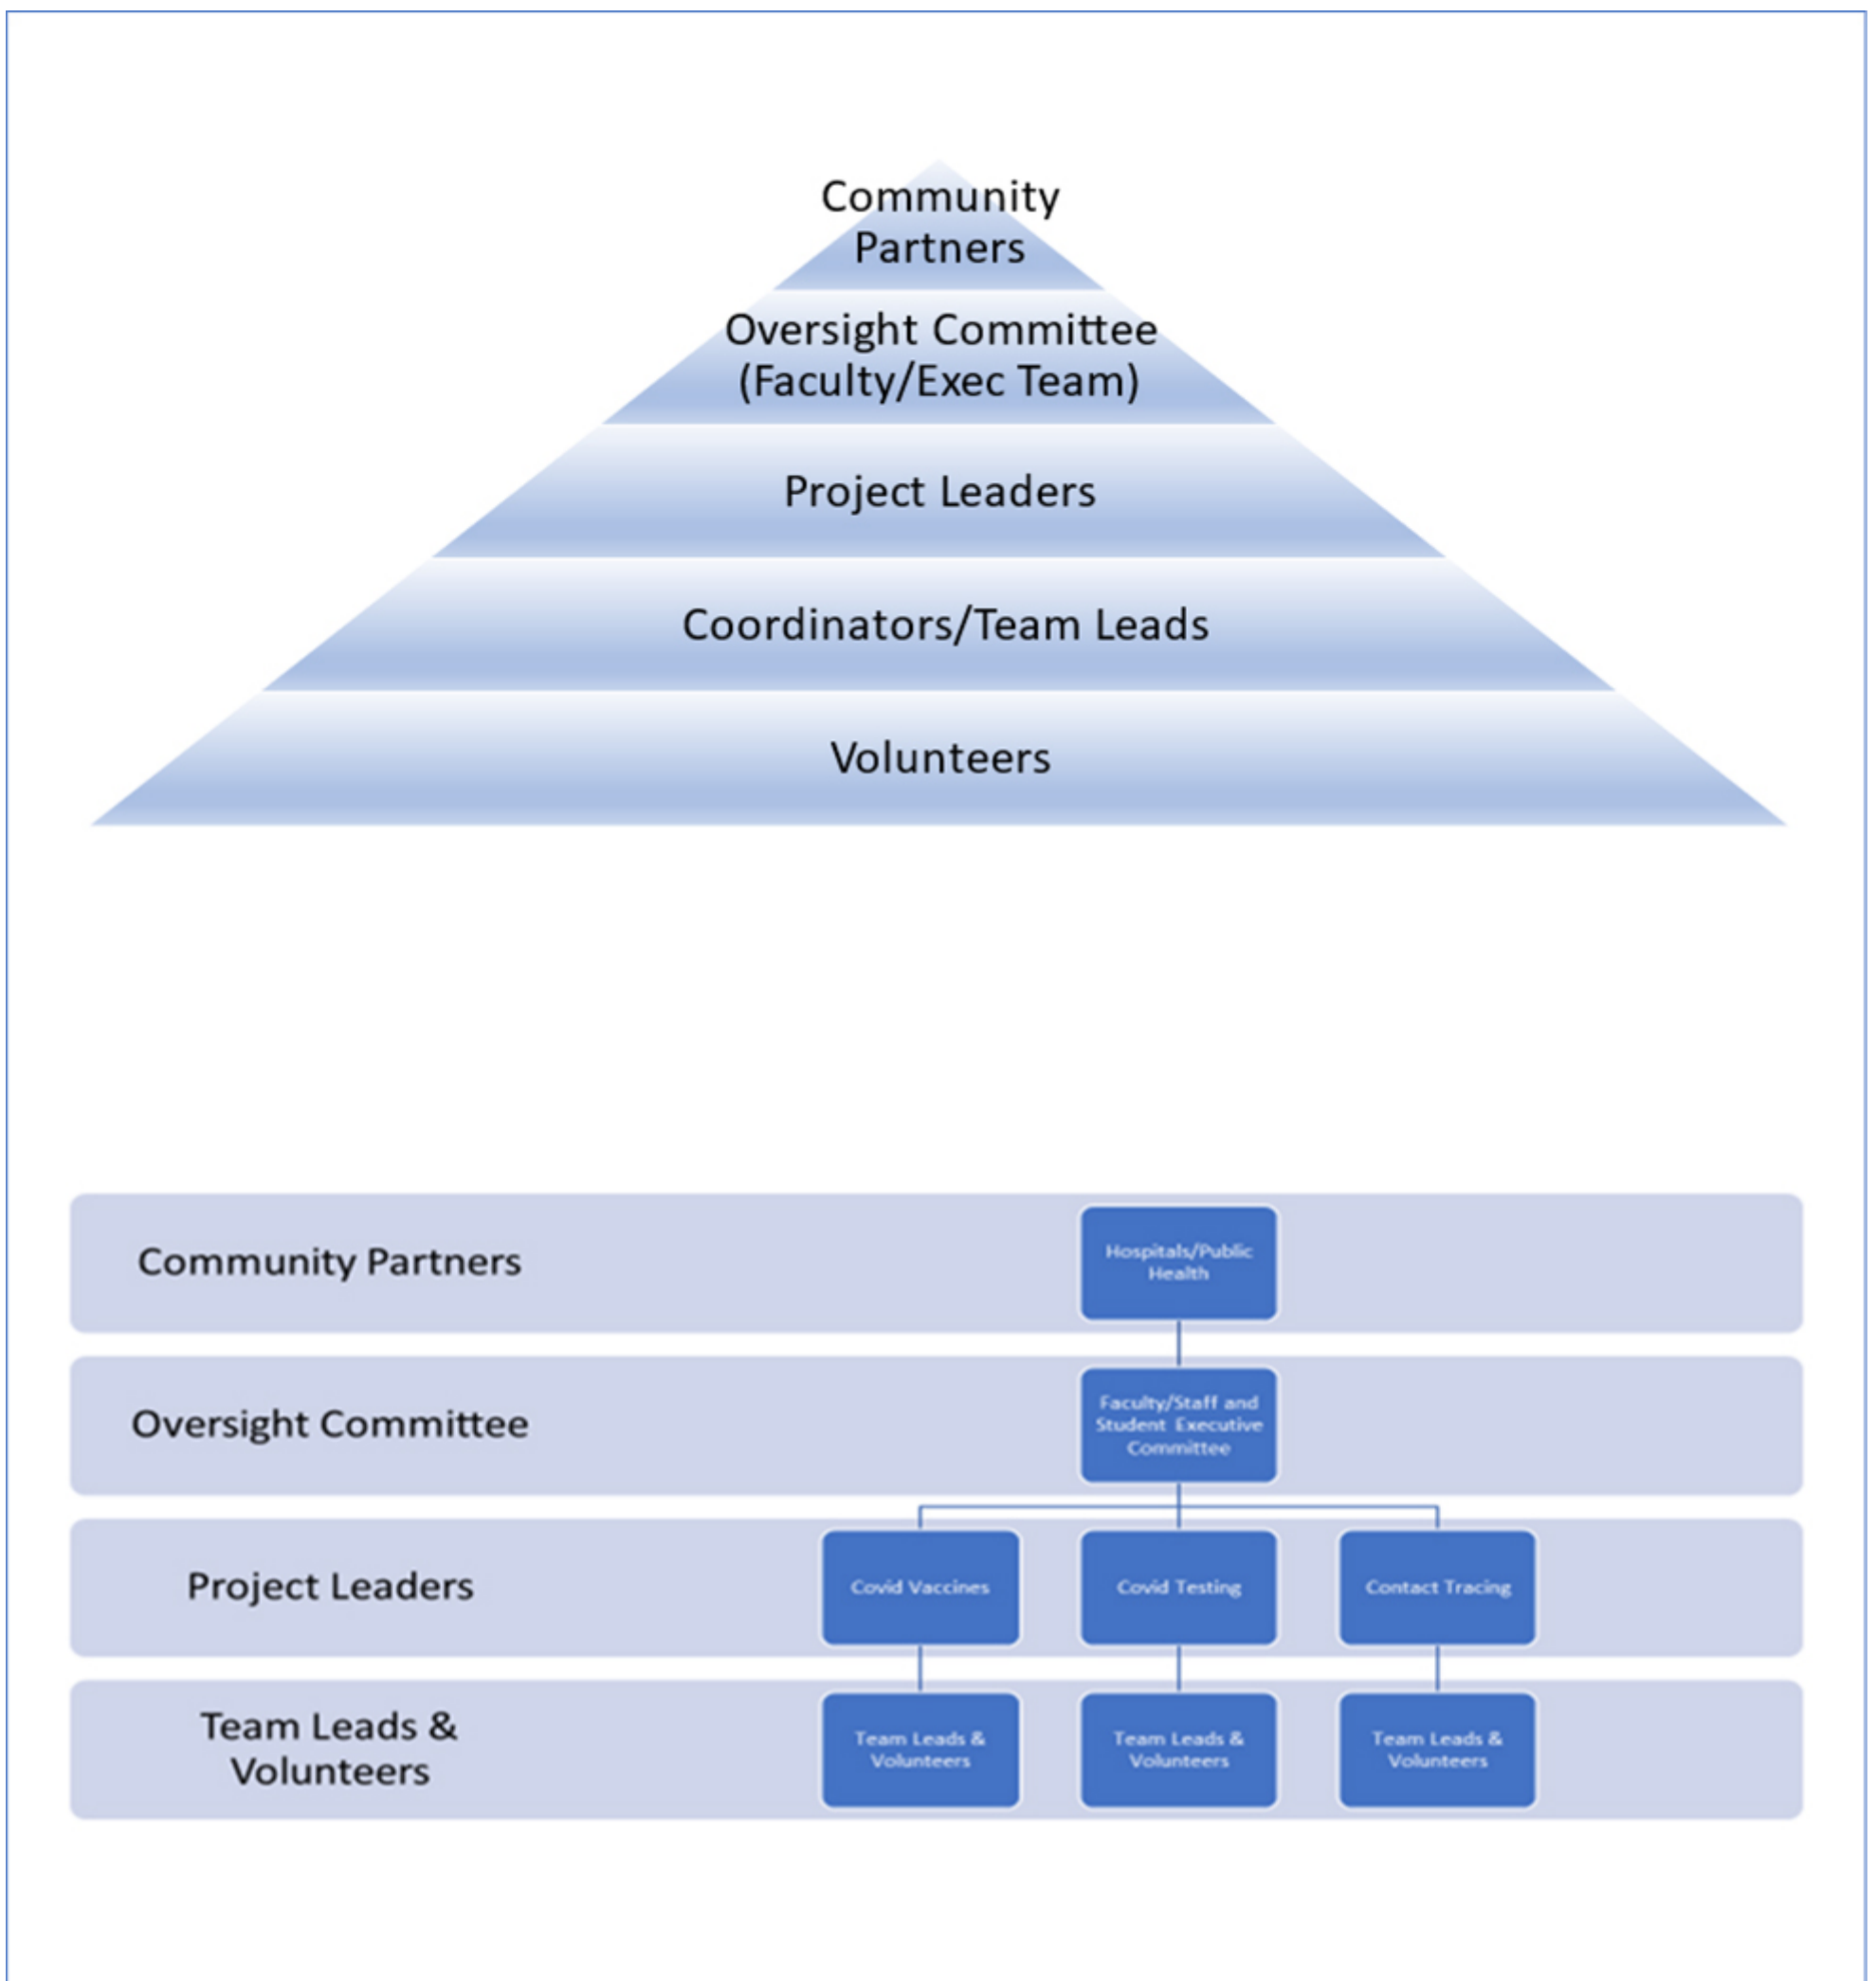 Community
Partners
Oversight Committee
(Faculty/Exec Team)
Project Leaders
Coordinators/Team Leads
Volunteers
Community Partners
Hospitals/Public
Health
Oversight Committee
Faculty/Staff and
Student Executive
Committee
Project Leaders
Covid Vaccines
Covid Testing
Contact Tracing
Team Leads &
Volunteers
Team Leads &
Volunteers
Team Leads &
Volunteers
Team Leads &
Volunteers